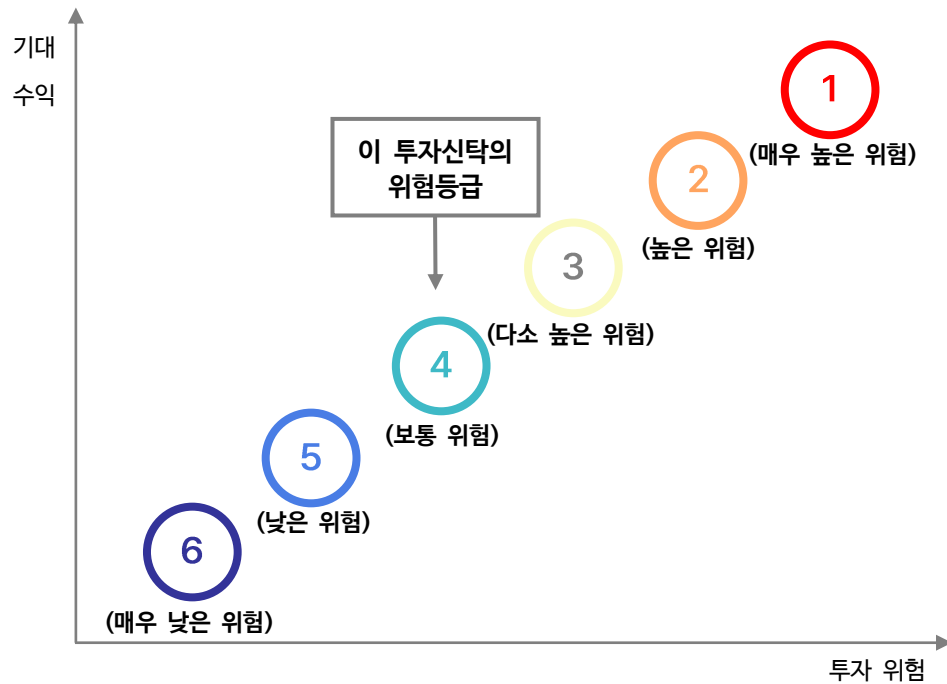 기대
수익
1
(매우 높은 위험)
이 투자신탁의
위험등급
2
(높은 위험)
3
(다소 높은 위험)
4
(보통 위험)
5
(낮은 위험)
6
(매우 낮은 위험)
투자 위험